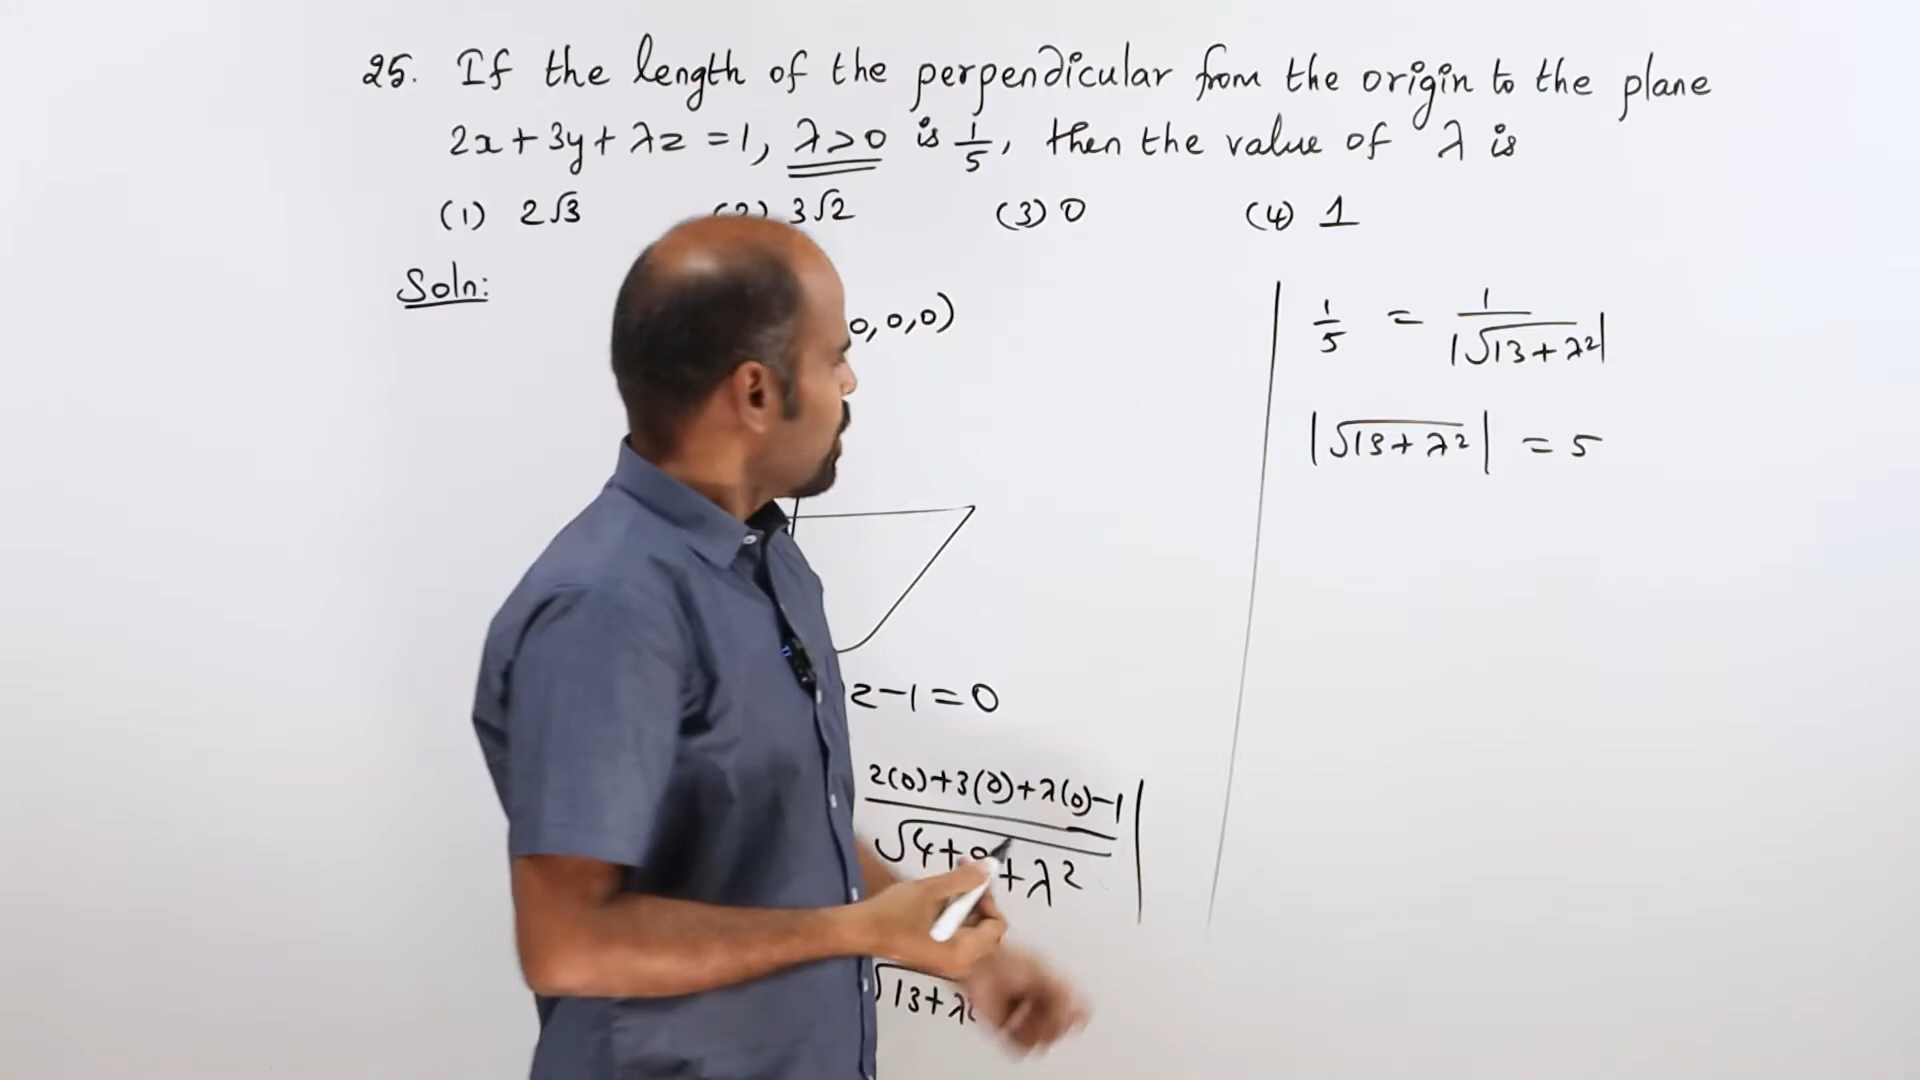 25. If the length of the perpendicular from the origin to the plane
2x + 3y + λz = 1, λ>0 is 1/5, then the value of λ is
(1) 2√3 (2) 3√2 (3) 0 (4) 1
Soln:
0,0,0)
z-1=0
2(0)+3(0)+λ(0)-1
√4+9+λ²
√13+λ²
1/5 = 1/|√13+λ²|
|√13+λ²| = 5